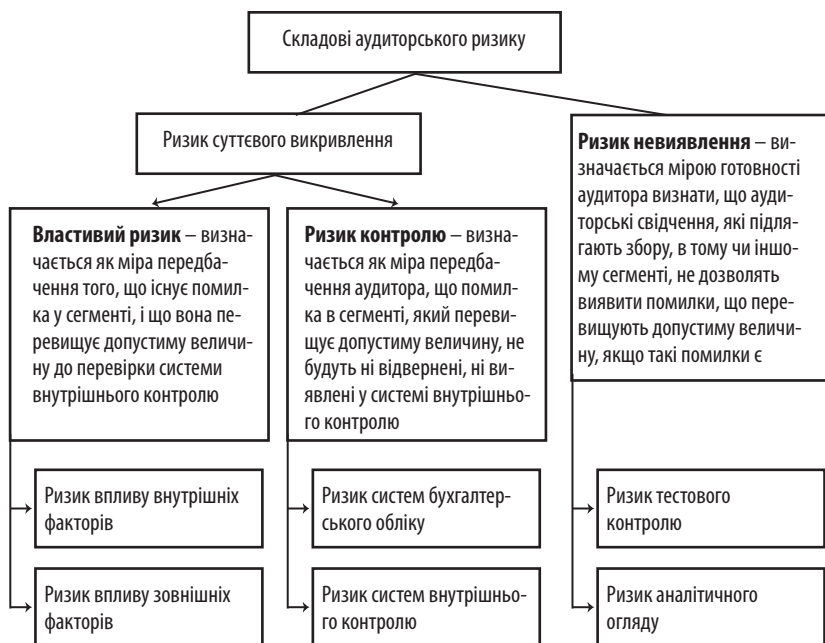 Складові аудиторського ризику
Ризик суттєвого викривлення
Ризик невиявлення – ви-
значається мірою готовності
аудитора визнати, що ауди-
торські свідчення, які підля-
гають збору, в тому чи іншо-
му сегменті, не дозволять
виявити помилки, що пере-
вищують допустиму величи-
ну, якщо такі помилки є
Властивий ризик – визна-
чається як міра передба-
чення того, що існує помил-
ка у сегменті, і що вона пе-
ревищує допустиму величи-
ну до перевірки системи
внутрішнього контролю
Ризик контролю – визна-
чається як міра передба-
чення аудитора, що помил-
ка в сегменті, який переви-
щує допустиму величину, не
будуть ні відвернені, ні ви-
явлені у системі внутрішньо-
го контролю
Ризик впливу внутрішніх
факторів
Ризик систем бухгалтер-
ського обліку
Ризик тестового
контролю
Ризик впливу зовнішніх
факторів
Ризик систем внутрішньо-
го контролю
Ризик аналітичного
огляду